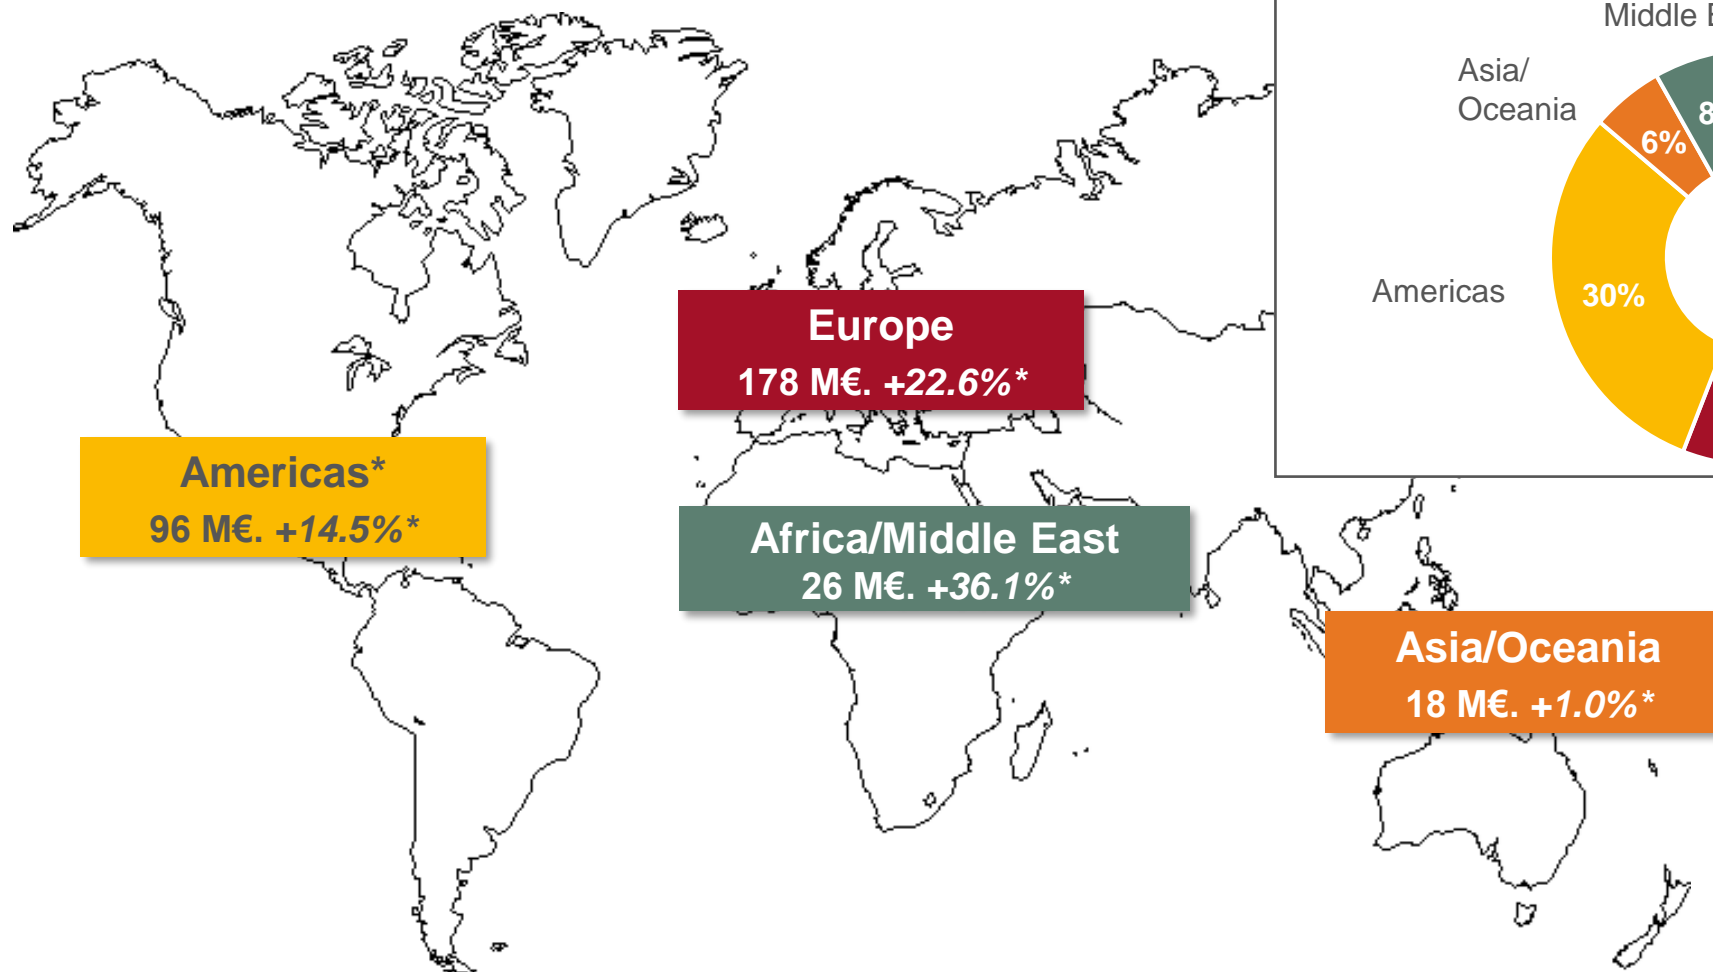 Middle
Asia/
Oceania
8
6%
Americas
30%
Europe
178 M€. +22.6%*
Americas*
96 M€. +14.5%*
Africa/Middle East
26 M€. +36.1%*
Asia/Oceania
18 M€. +1.0%*